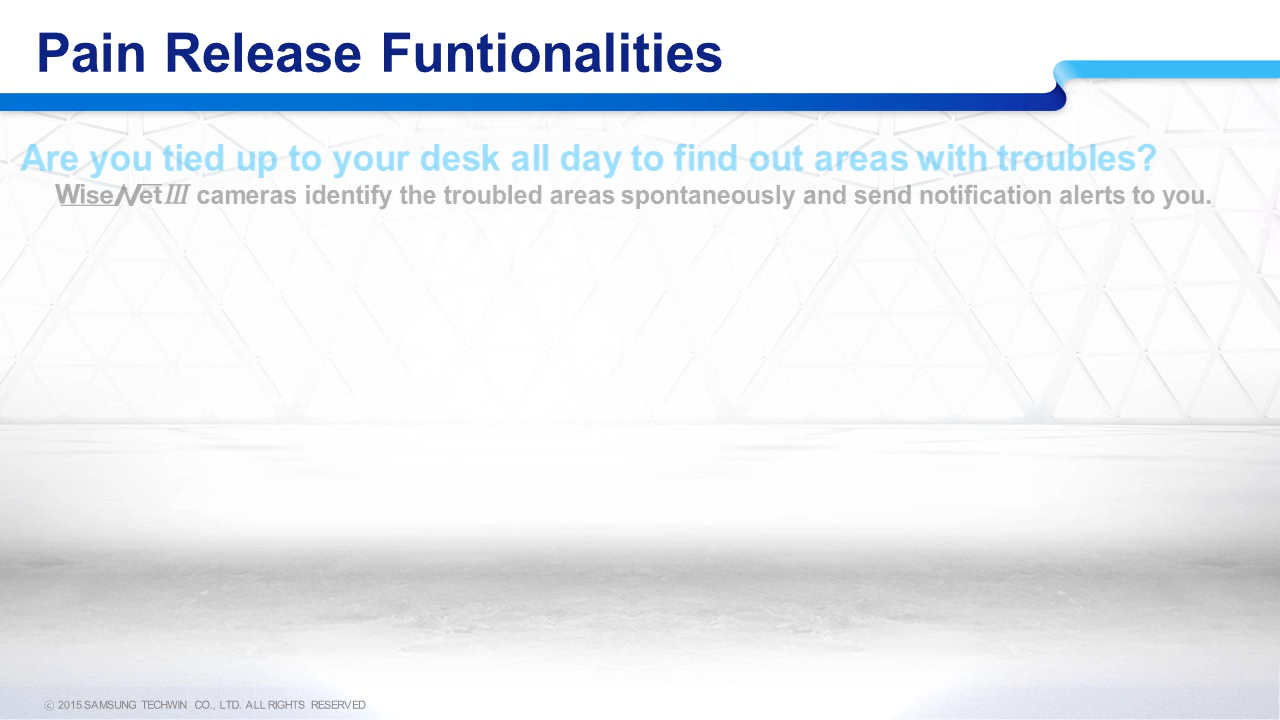 Pain Release Funtionalities
Are you tied up to your desk all day to find out areas with troubles?
WiseNetIII cameras identify the troubled areas spontaneously and send notification alerts to you.
ⓒ 2015 SAMSUNG TECHWIN CO., LTD. ALL RIGHTS RESERVED